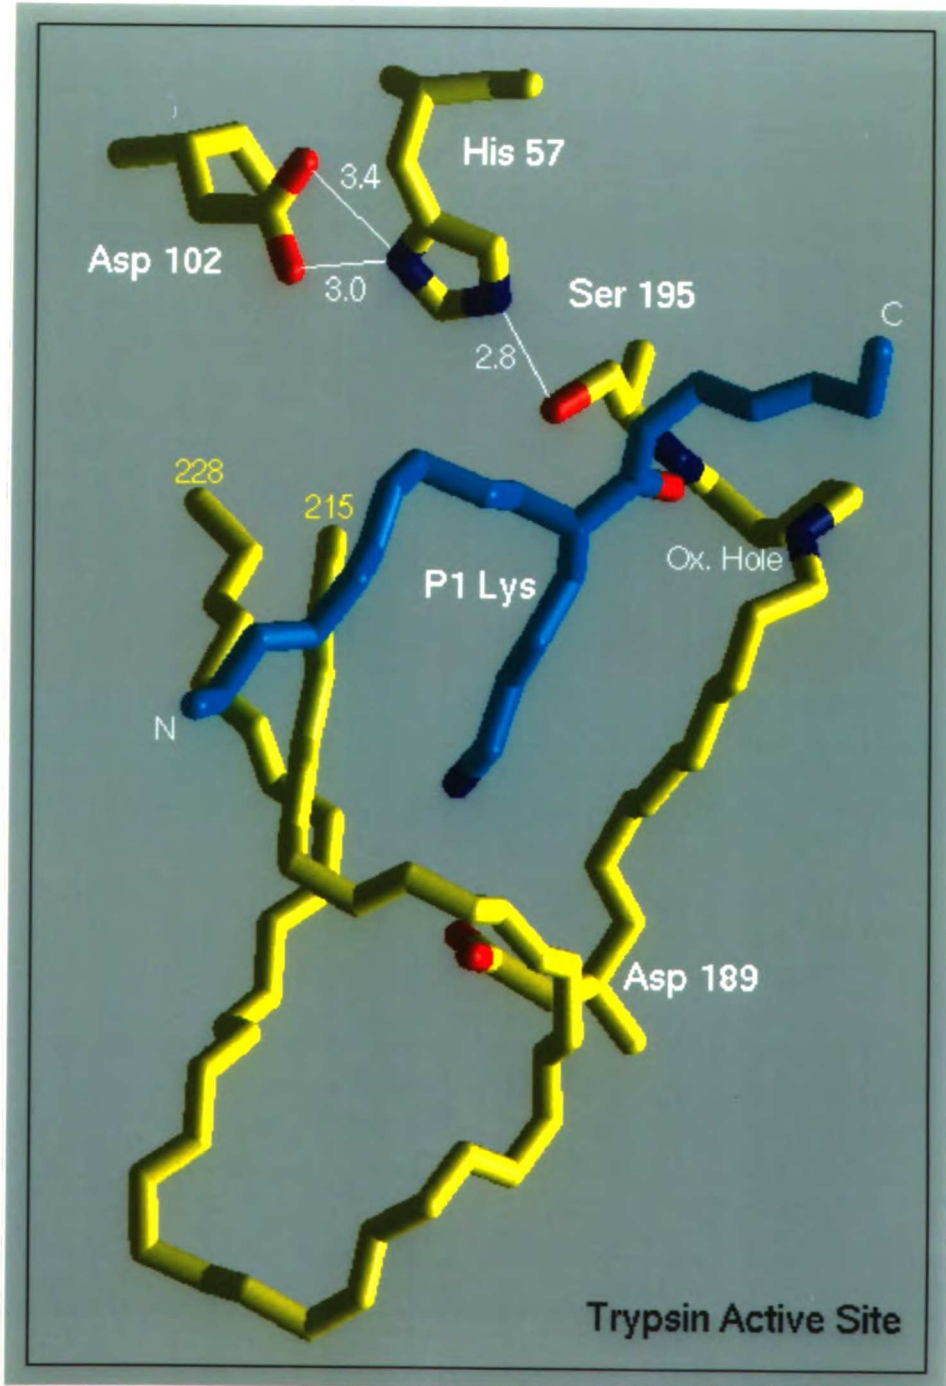 His 57
3.4
Asp 102
3.0
Ser 195
C
2.8
228
215
Ox. Hole
P1 Lys
N
Asp 189
Trypsin Active Site